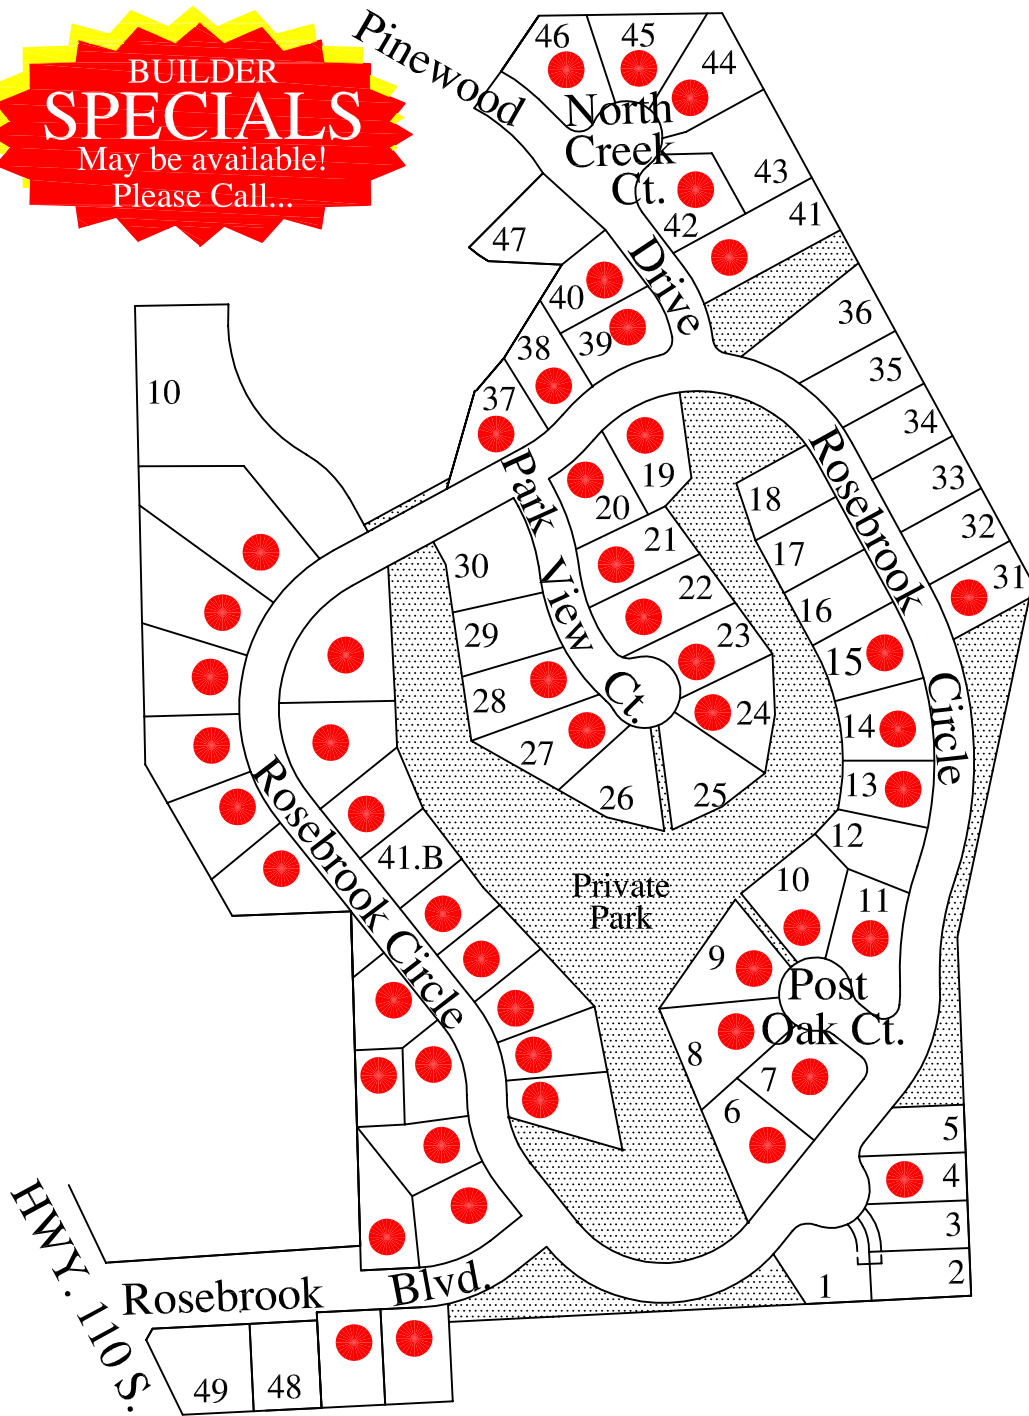 BUILDER
SPECIALS
May be available!
Please Call...
Pinewood
Drive
46
45
44
North
Creek
Ct.
43
42
41
47
40
39
38
37
36
35
34
33
32
31
10
Park View Ct.
Rosebrook
Circle
19
20
21
22
23
24
25
26
27
28
29
30
18
17
16
15
14
13
12
11
10
9
8
7
6
Private
Park
Post
Oak Ct.
41.B
Rosebrook Circle
5
4
3
2
1
HWY. 110 S.
Rosebrook Blvd.
49
48